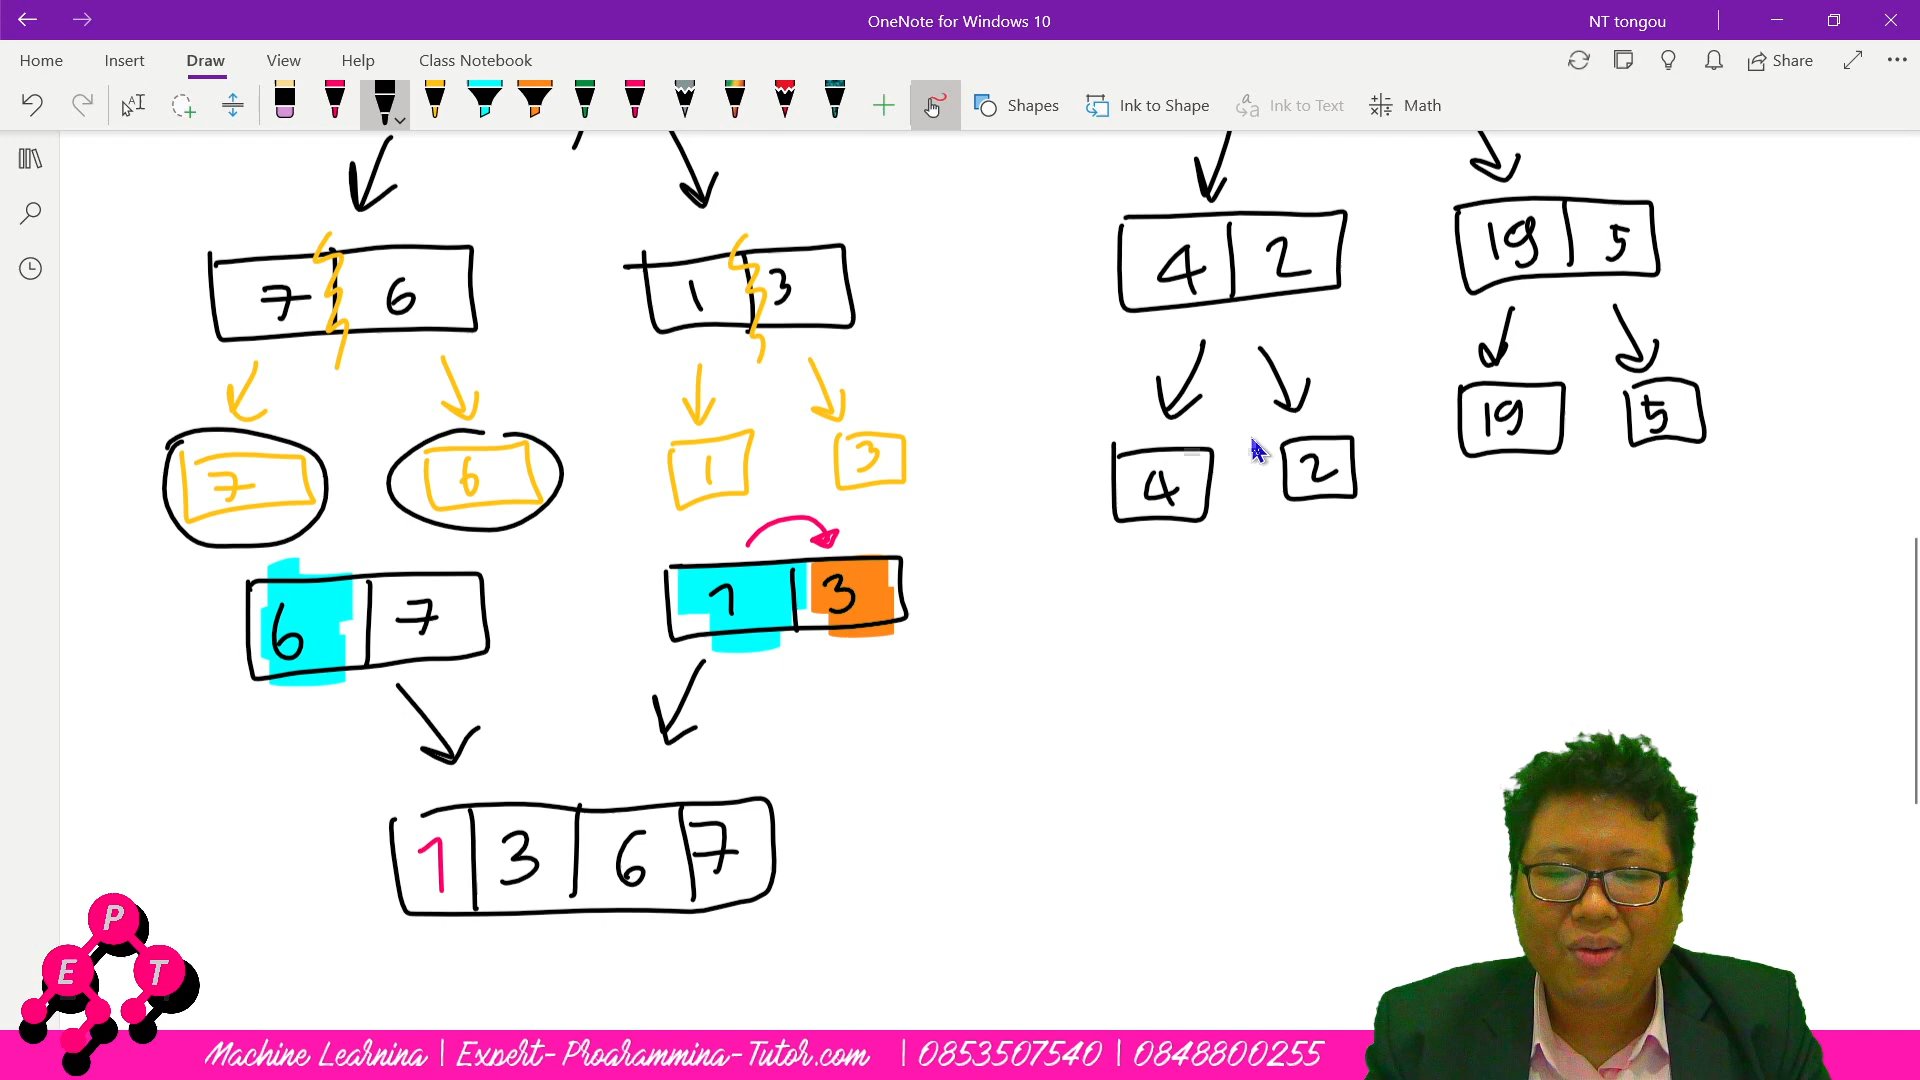 OneNote for Windows 10
NT tongou
Home Insert Draw View Help Class Notebook
Share
Shapes Ink to Shape Ink to Text Math
7 6 1 3 4 2 19 5
7 6 1 3 4 2 19 5
6 7 1 3
1 3 6 7
P
E T
Machine Learning | Expert-Programming-Tutor.com | 0853507540 | 0848800255